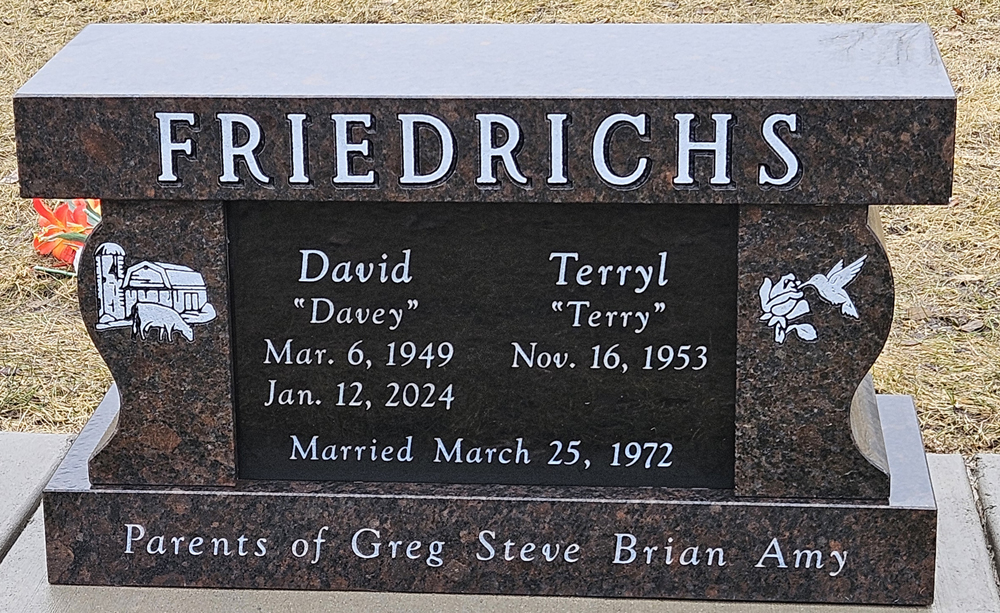 FRIEDRICHS
David Terryl
"Davey" "Terry"
Mar. 6, 1949 Nov. 16, 1953
Jan. 12, 2024
Married March 25, 1972
Parents of Greg Steve Brian Amy